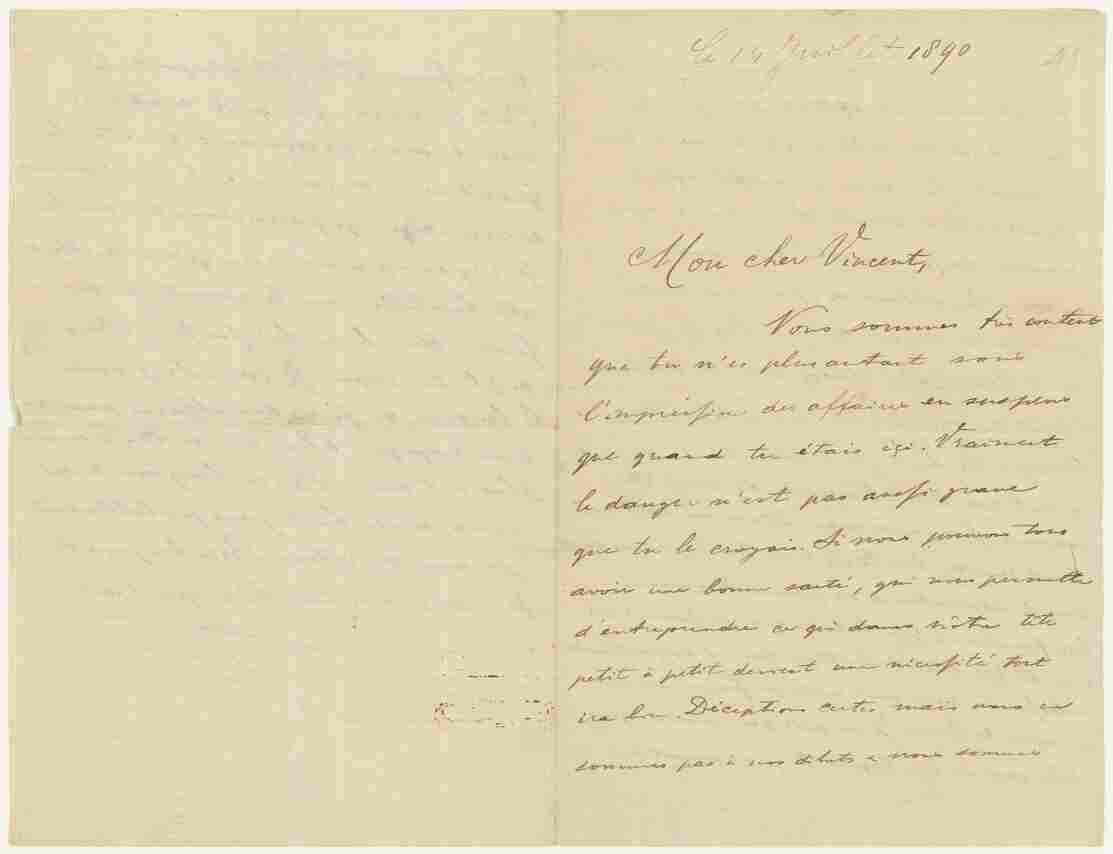 Le 14 Juillet 1890
Mon cher Vincent,
Nous sommes très content
que tu n'es plus autant sous
l'impression des affaires en suspens
que quand tu étais içi. Vraiment
le danger n'est pas aussi grave
que tu le croyais. Si nous pouvons tous
avoir une bonne santé, qui nous permette
d'entreprendre ce qui dans notre tête
petit à petit devient une nécessité tout
ira bien. Déceptions certes mais nous en
sommes pas à nos débuts & nous sommes